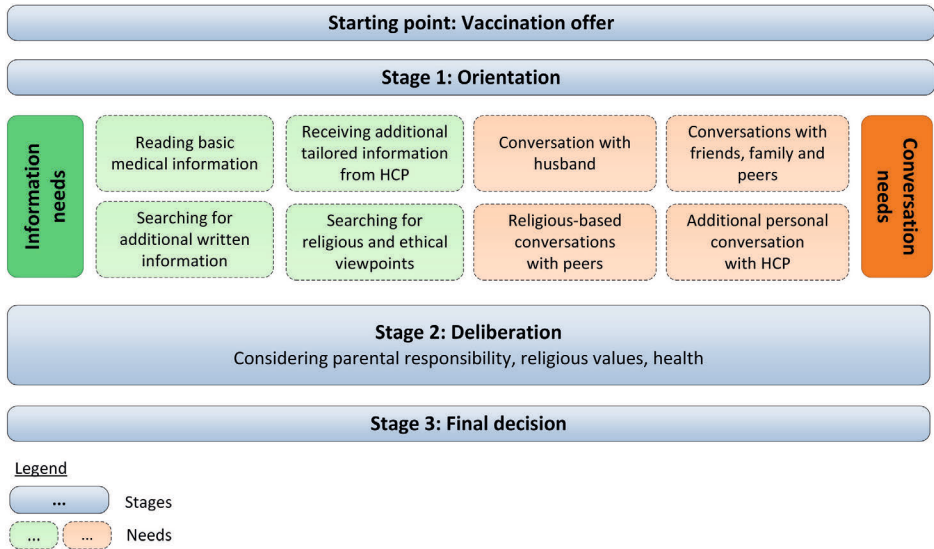 Starting point: Vaccination offer
Stage 1: Orientation
Information
needs
Reading basic
medical information
Receiving additional
tailored information
from HCP
Conversation with
husband
Conversations with
friends, family and
peers
Searching for
additional written
information
Searching for
religious and ethical
viewpoints
Religious-based
conversations
with peers
Additional personal
conversation
with HCP
Conversation
needs
Stage 2: Deliberation
Considering parental responsibility, religious values, health
Stage 3: Final decision
Legend
...
Stages
...
...
Needs